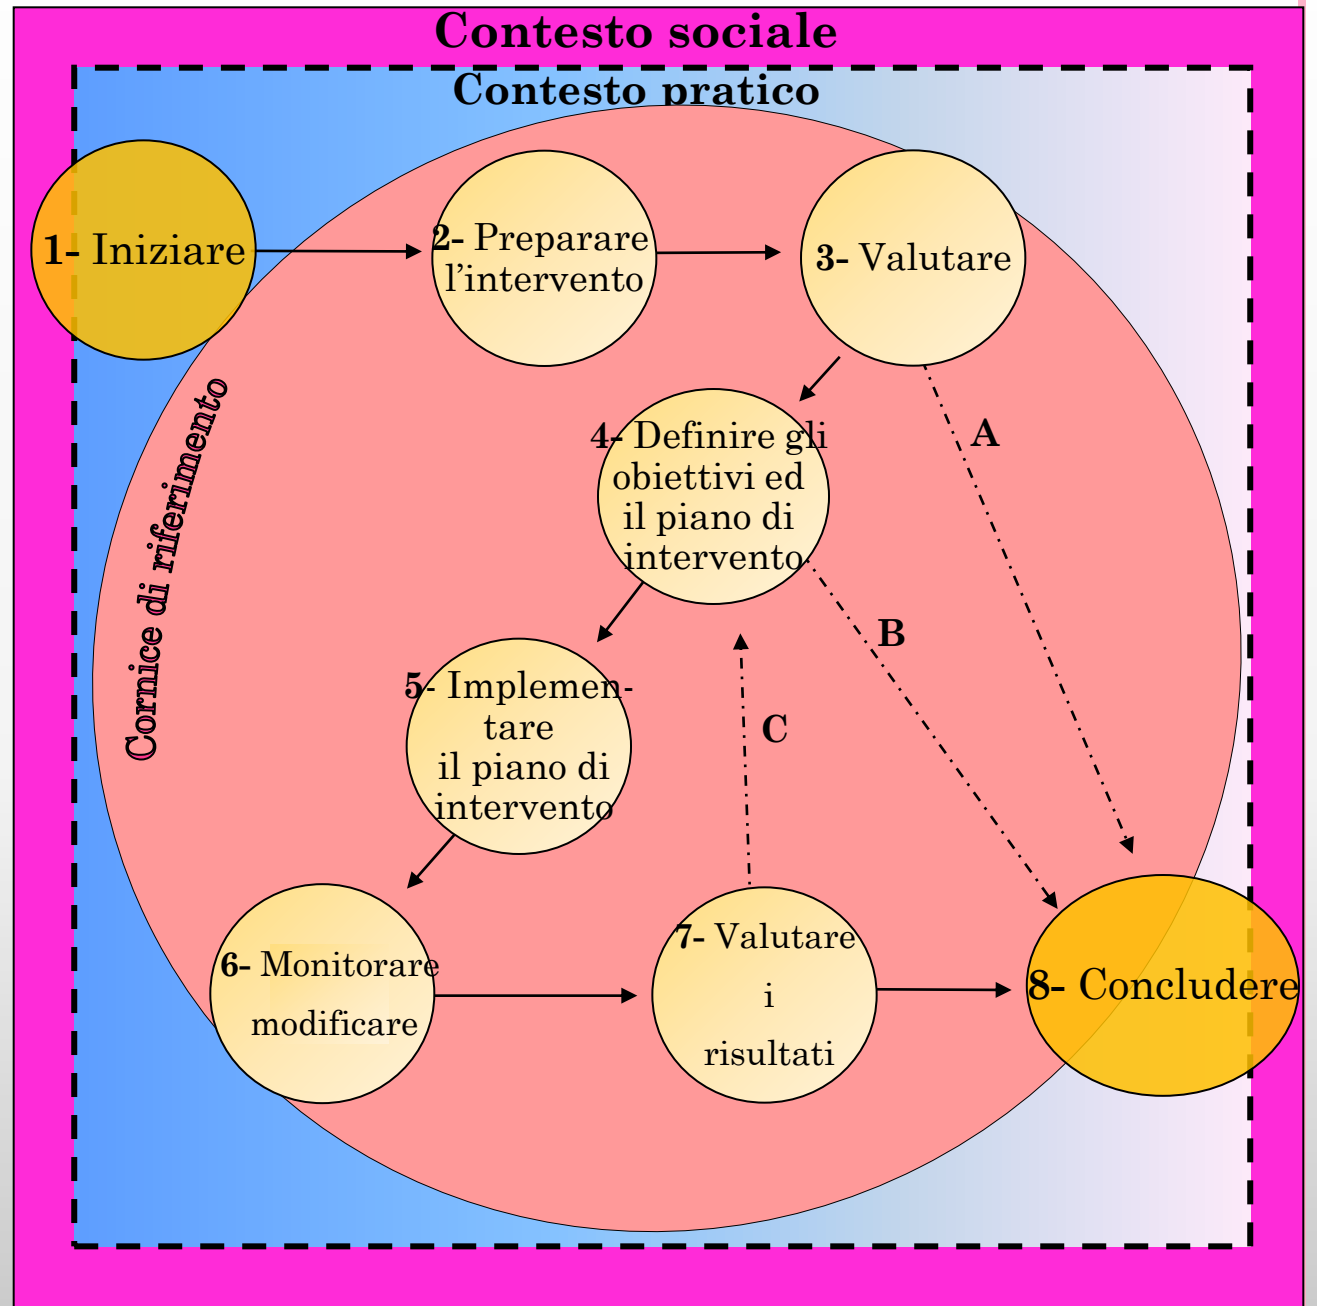 Contesto sociale
Contesto pratico
1- Iniziare
2- Preparare
l'intervento
3- Valutare
Cornice di riferimento
4- Definire gli
obiettivi ed
il piano di
intervento
A
B
5- Implemen-
tare
il piano di
intervento
C
6- Monitorare
modificare
7- Valutare
i
risultati
8- Concludere